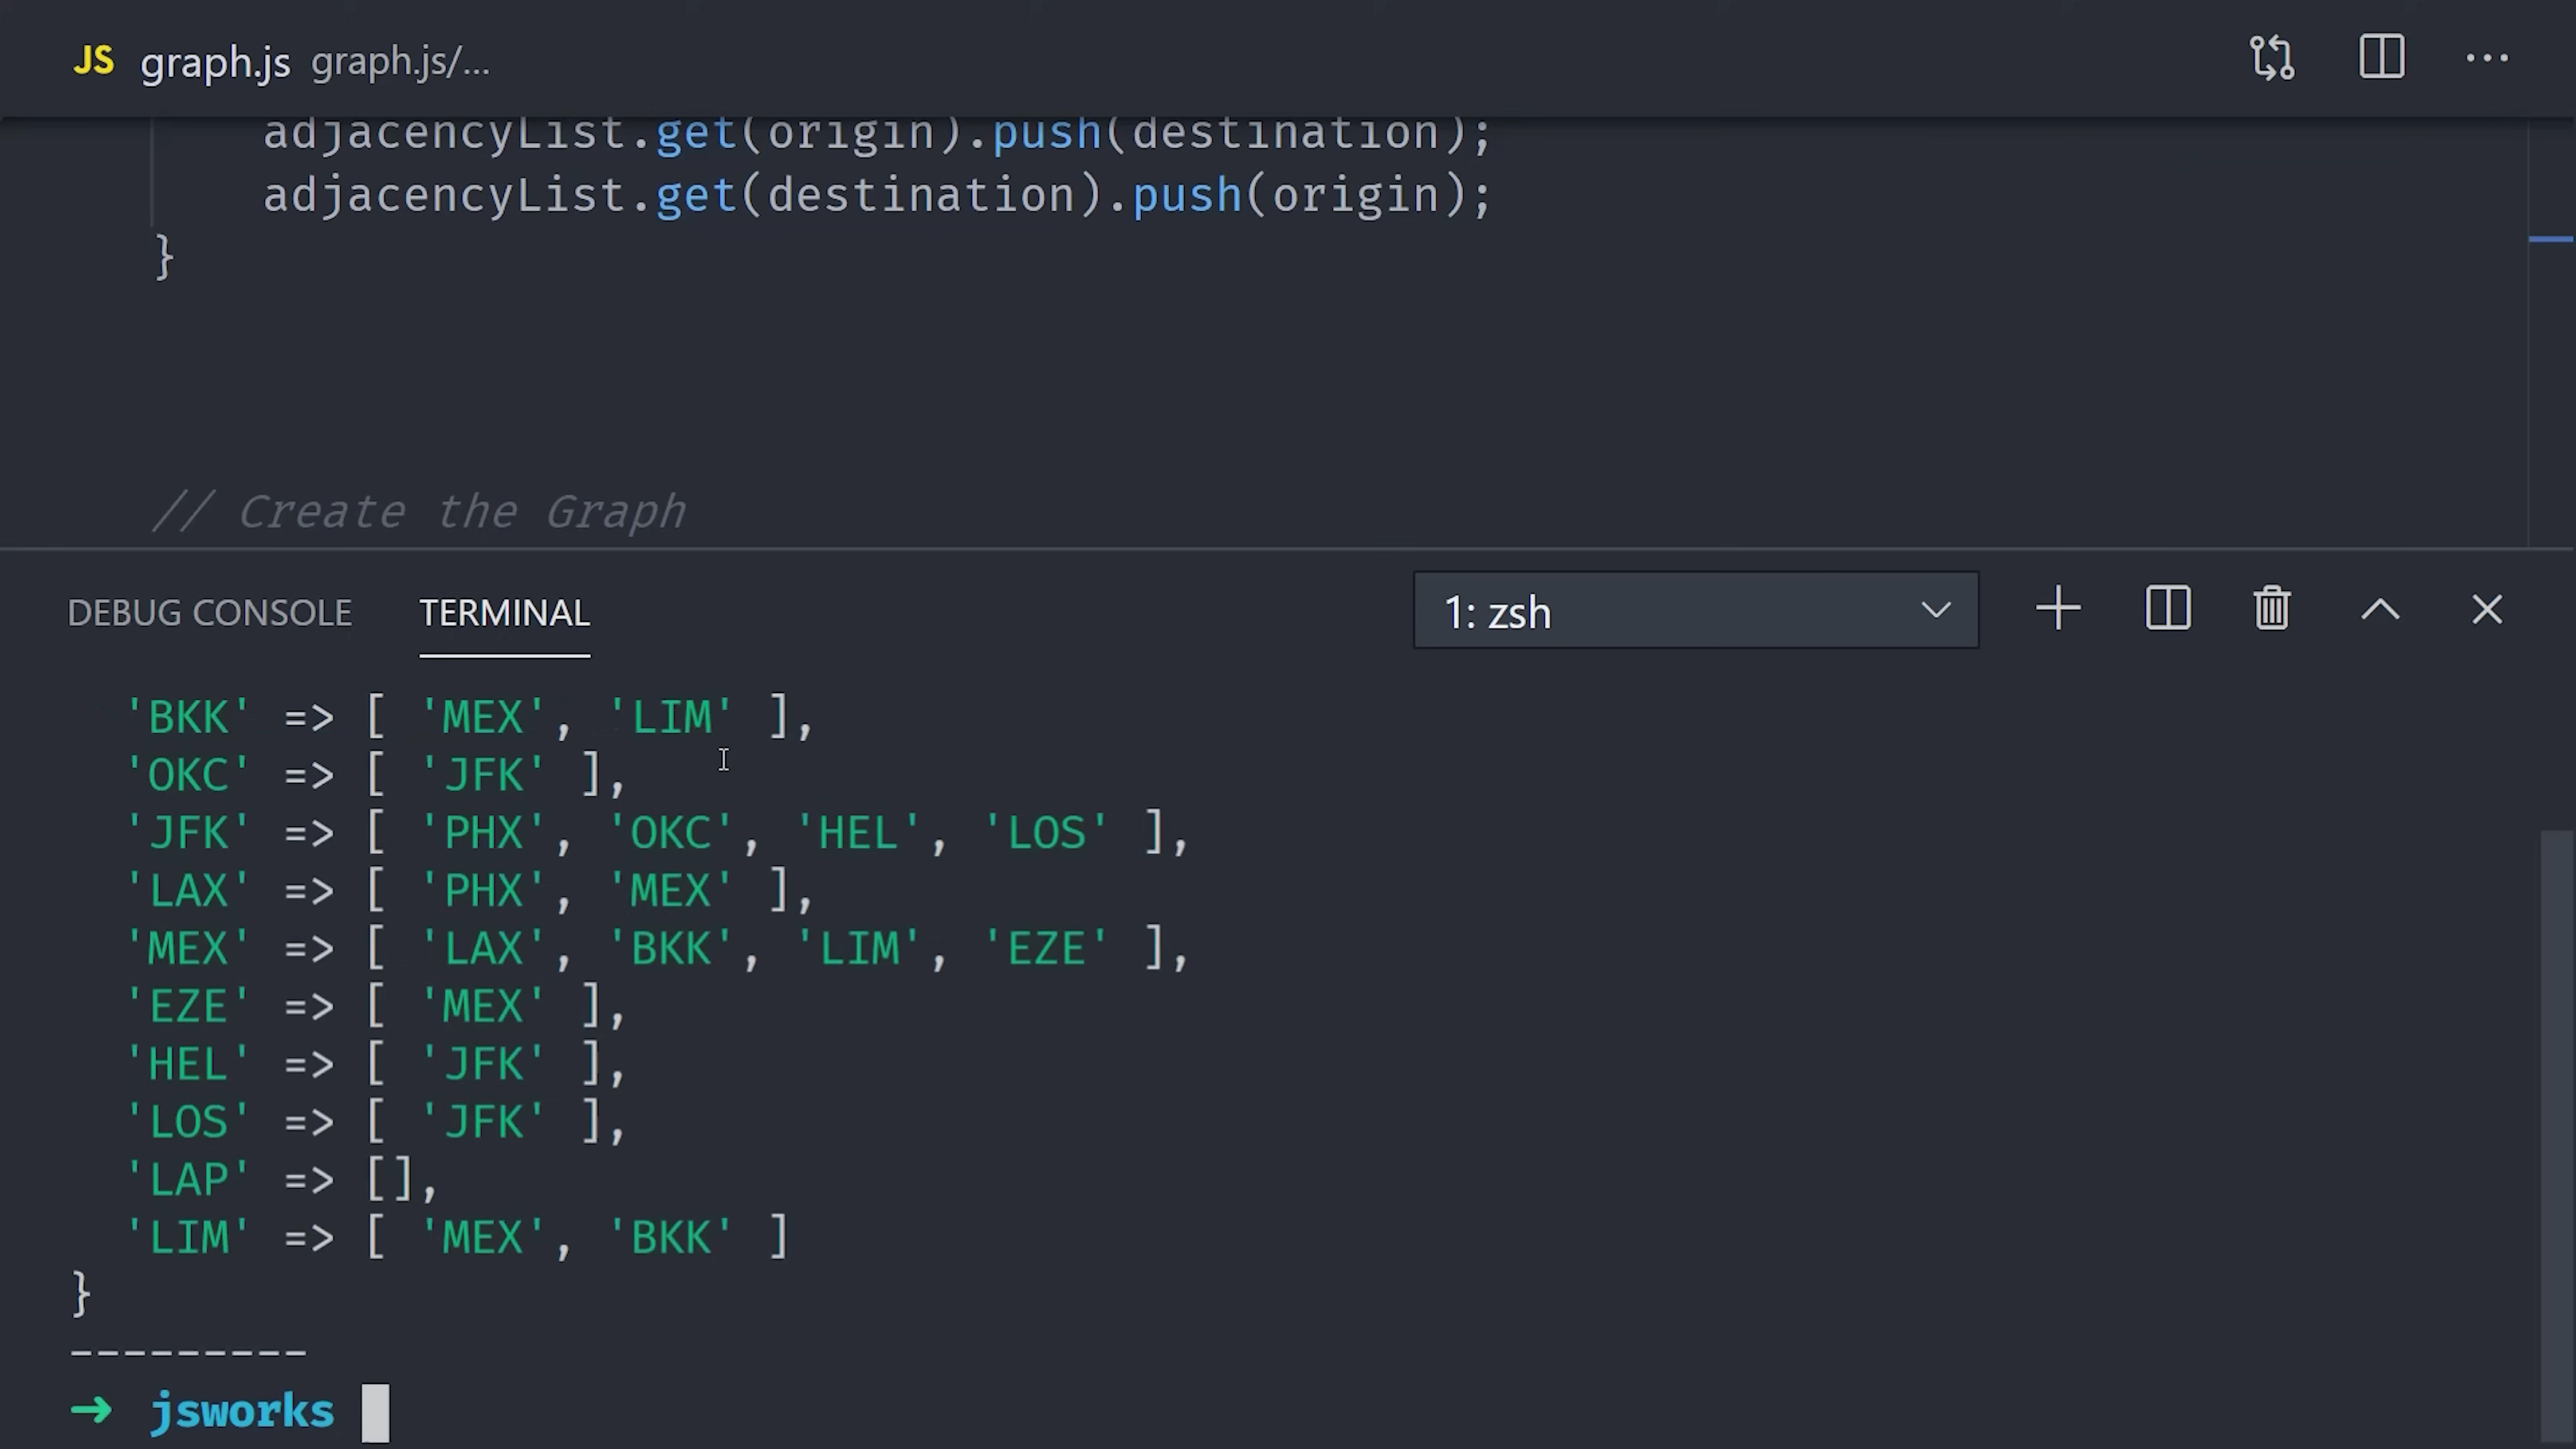 JS graph.js graph.js/...
adjacencyList.get(origin).push(destination);
adjacencyList.get(destination).push(origin);
}
// Create the Graph
DEBUG CONSOLE TERMINAL 1: zsh
'BKK' => [ 'MEX', 'LIM' ],
'OKC' => [ 'JFK' ],
'JFK' => [ 'PHX', 'OKC', 'HEL', 'LOS' ],
'LAX' => [ 'PHX', 'MEX' ],
'MEX' => [ 'LAX', 'BKK', 'LIM', 'EZE' ],
'EZE' => [ 'MEX' ],
'HEL' => [ 'JFK' ],
'LOS' => [ 'JFK' ],
'LAP' => [],
'LIM' => [ 'MEX', 'BKK' ]
}
---------
➜ jsworks